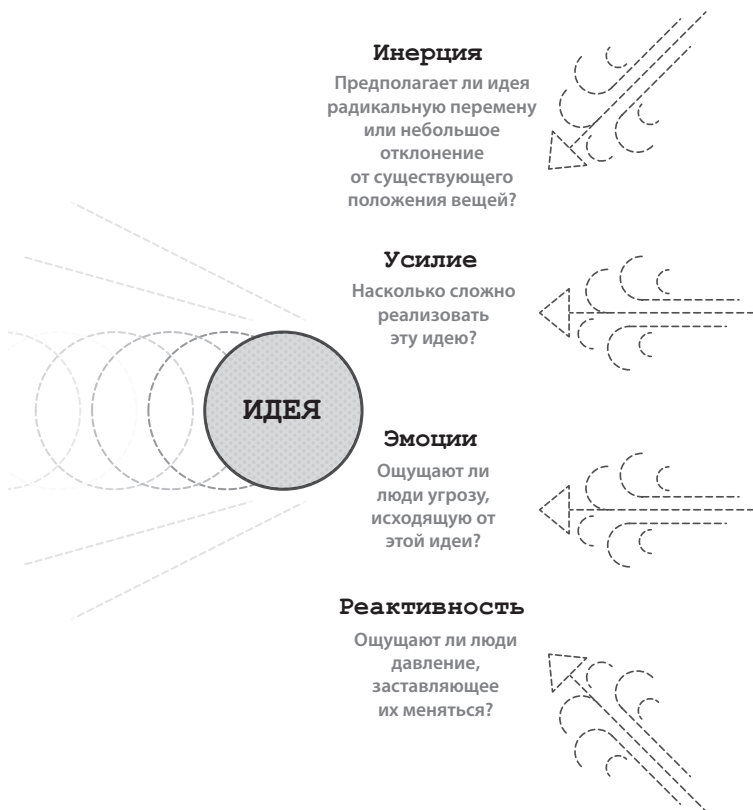 Инерция
Предполагает ли идея
радикальную перемену
или небольшое
отклонение
от существующего
положения вещей?
Усилие
Насколько сложно
реализовать
эту идею?
ИДЕЯ
Эмоции
Ощущают ли
люди угрозу,
исходящую от
этой идеи?
Реактивность
Ощущают ли люди
давление,
заставляющее
их меняться?